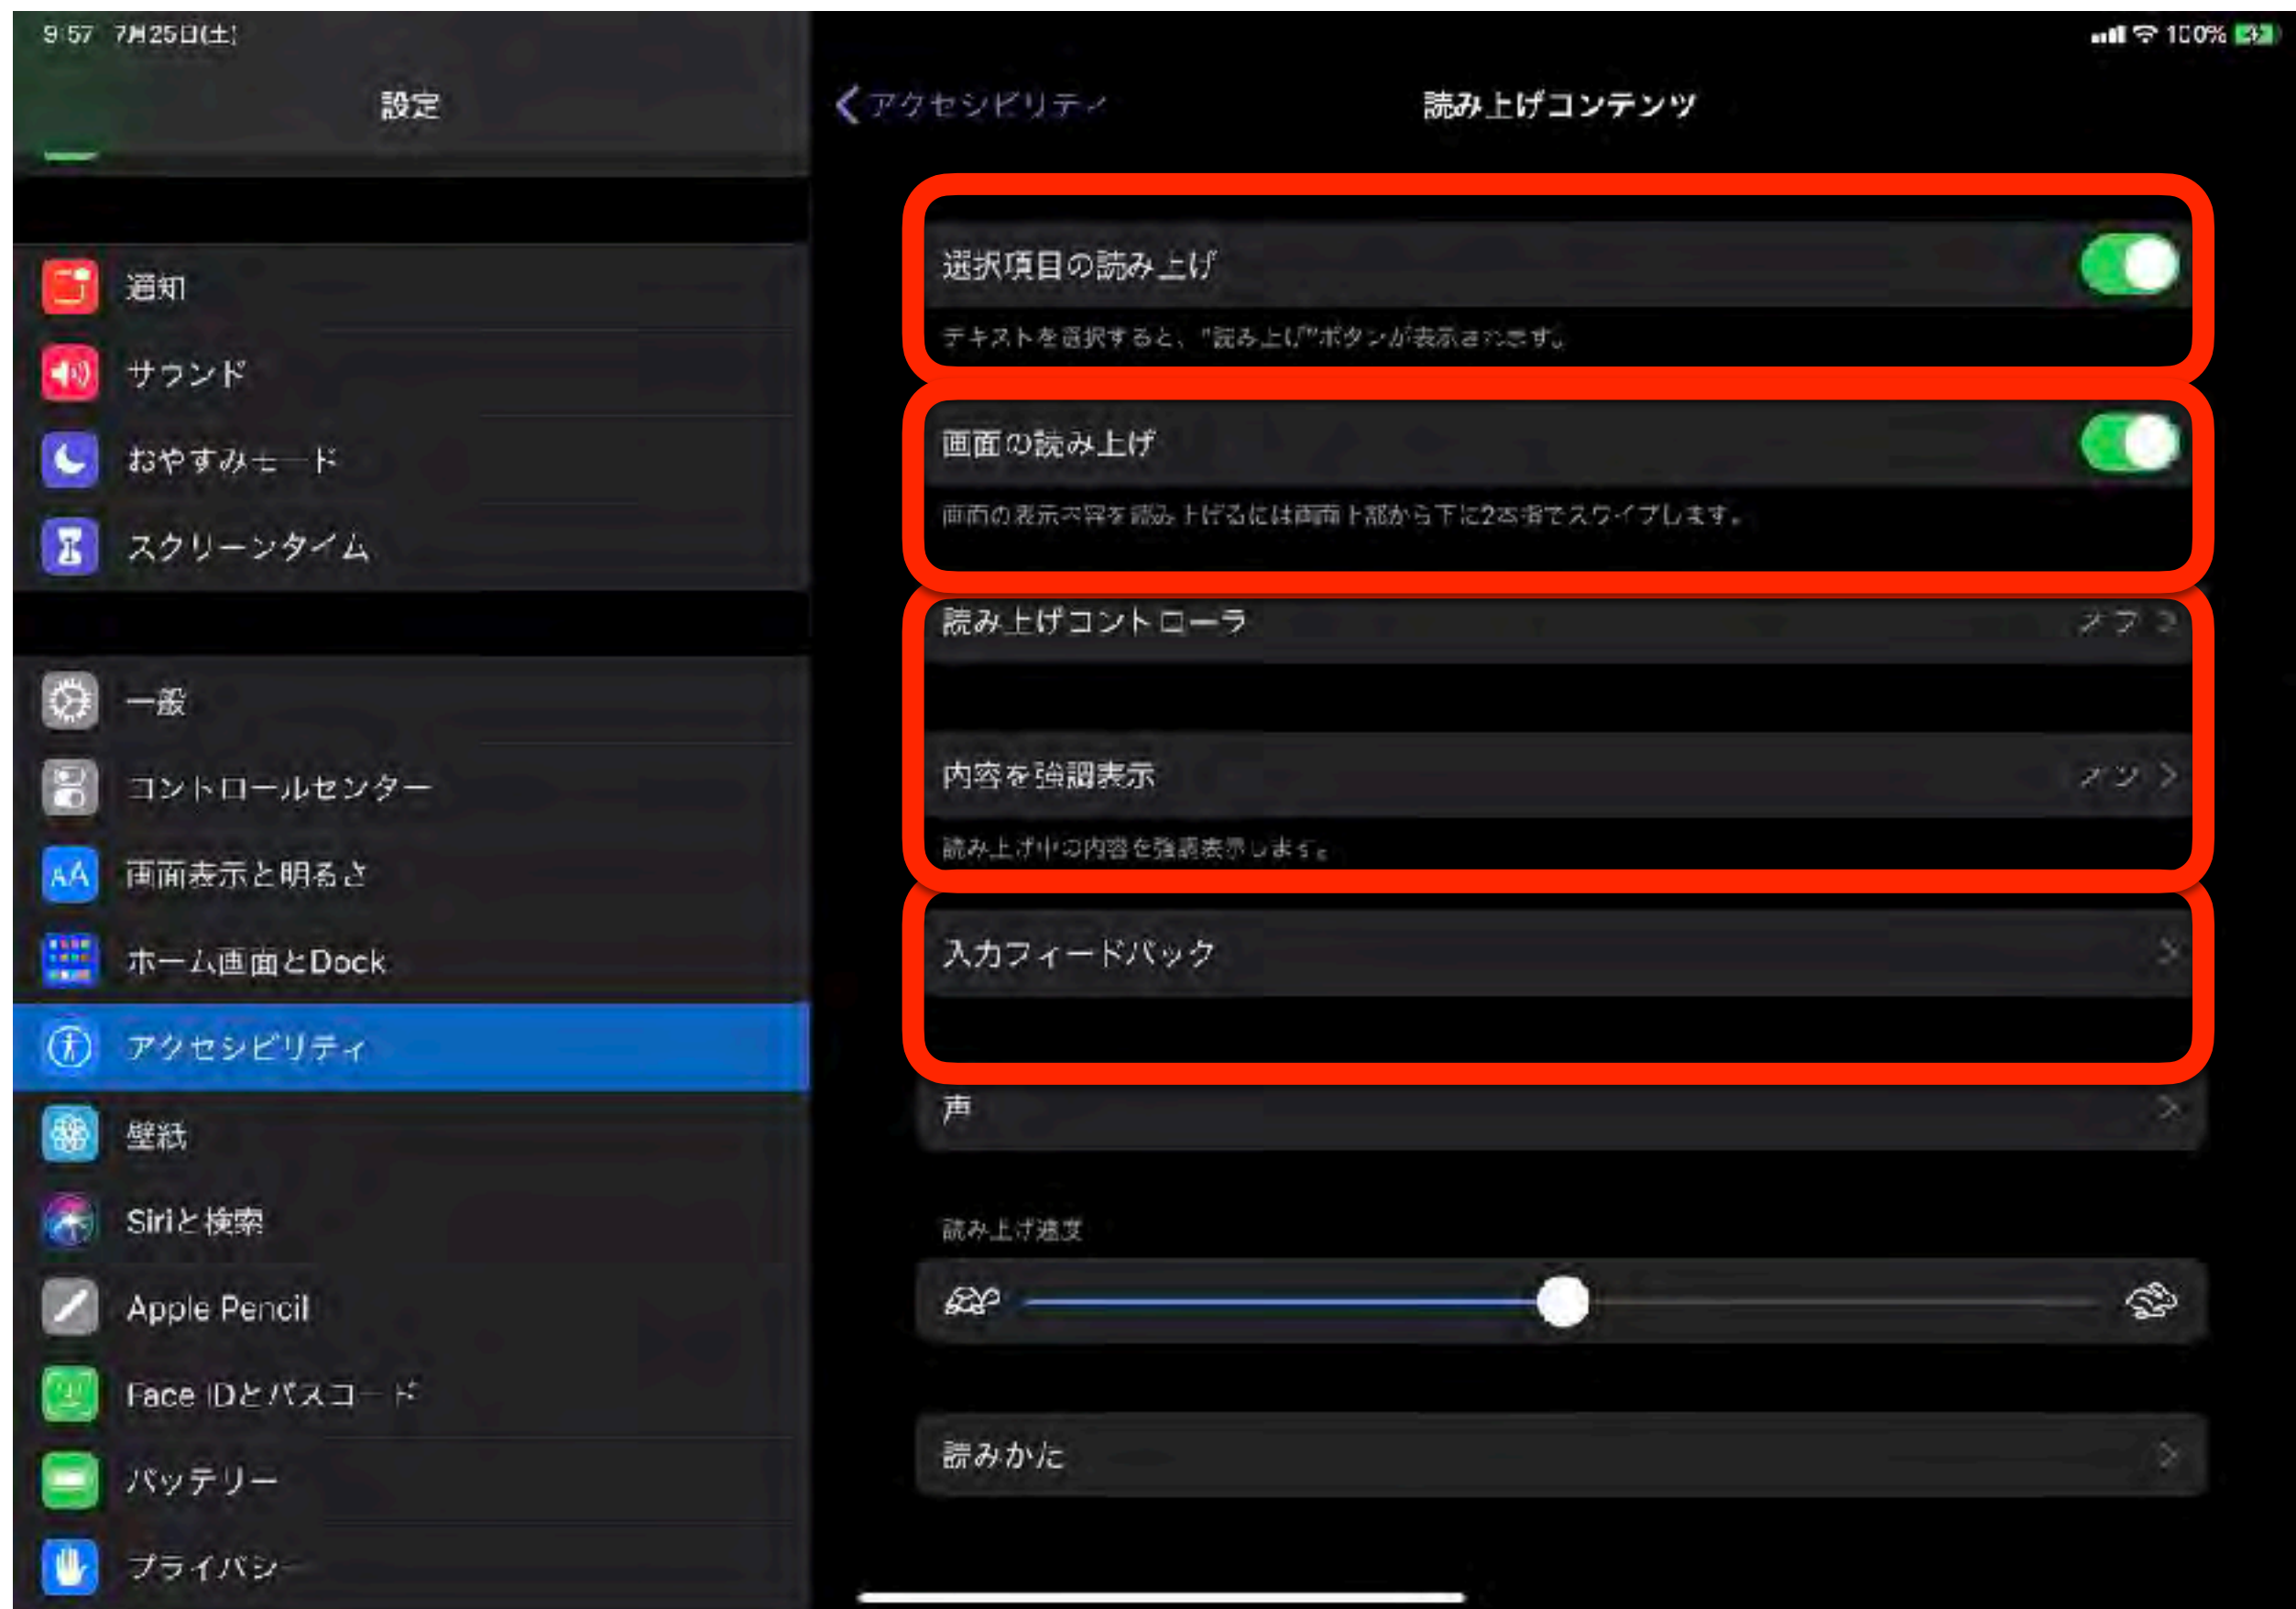 9:57 7月25日(土)
100%
設定
通知
サウンド
おやすみモード
スクリーンタイム
一般
コントロールセンター
AA 画面表示と明るさ
ホーム画面とDock
アクセシビリティ
壁紙
Siriと検索
Apple Pencil
Face IDとパスコード
バッテリー
プライバシー
アクセシビリティ
読み上げコンテンツ
選択項目の読み上げ
テキストを選択すると、"読み上げ"ボタンが表示されます。
画面の読み上げ
画面の表示内容を読み上げるには画面上部から下に2本指でスワイプします。
読み上げコントローラ オフ
内容を強調表示 オン
読み上げ中の内容を強調表示します。
入力フィードバック
声
読み上げ速度
読みかた